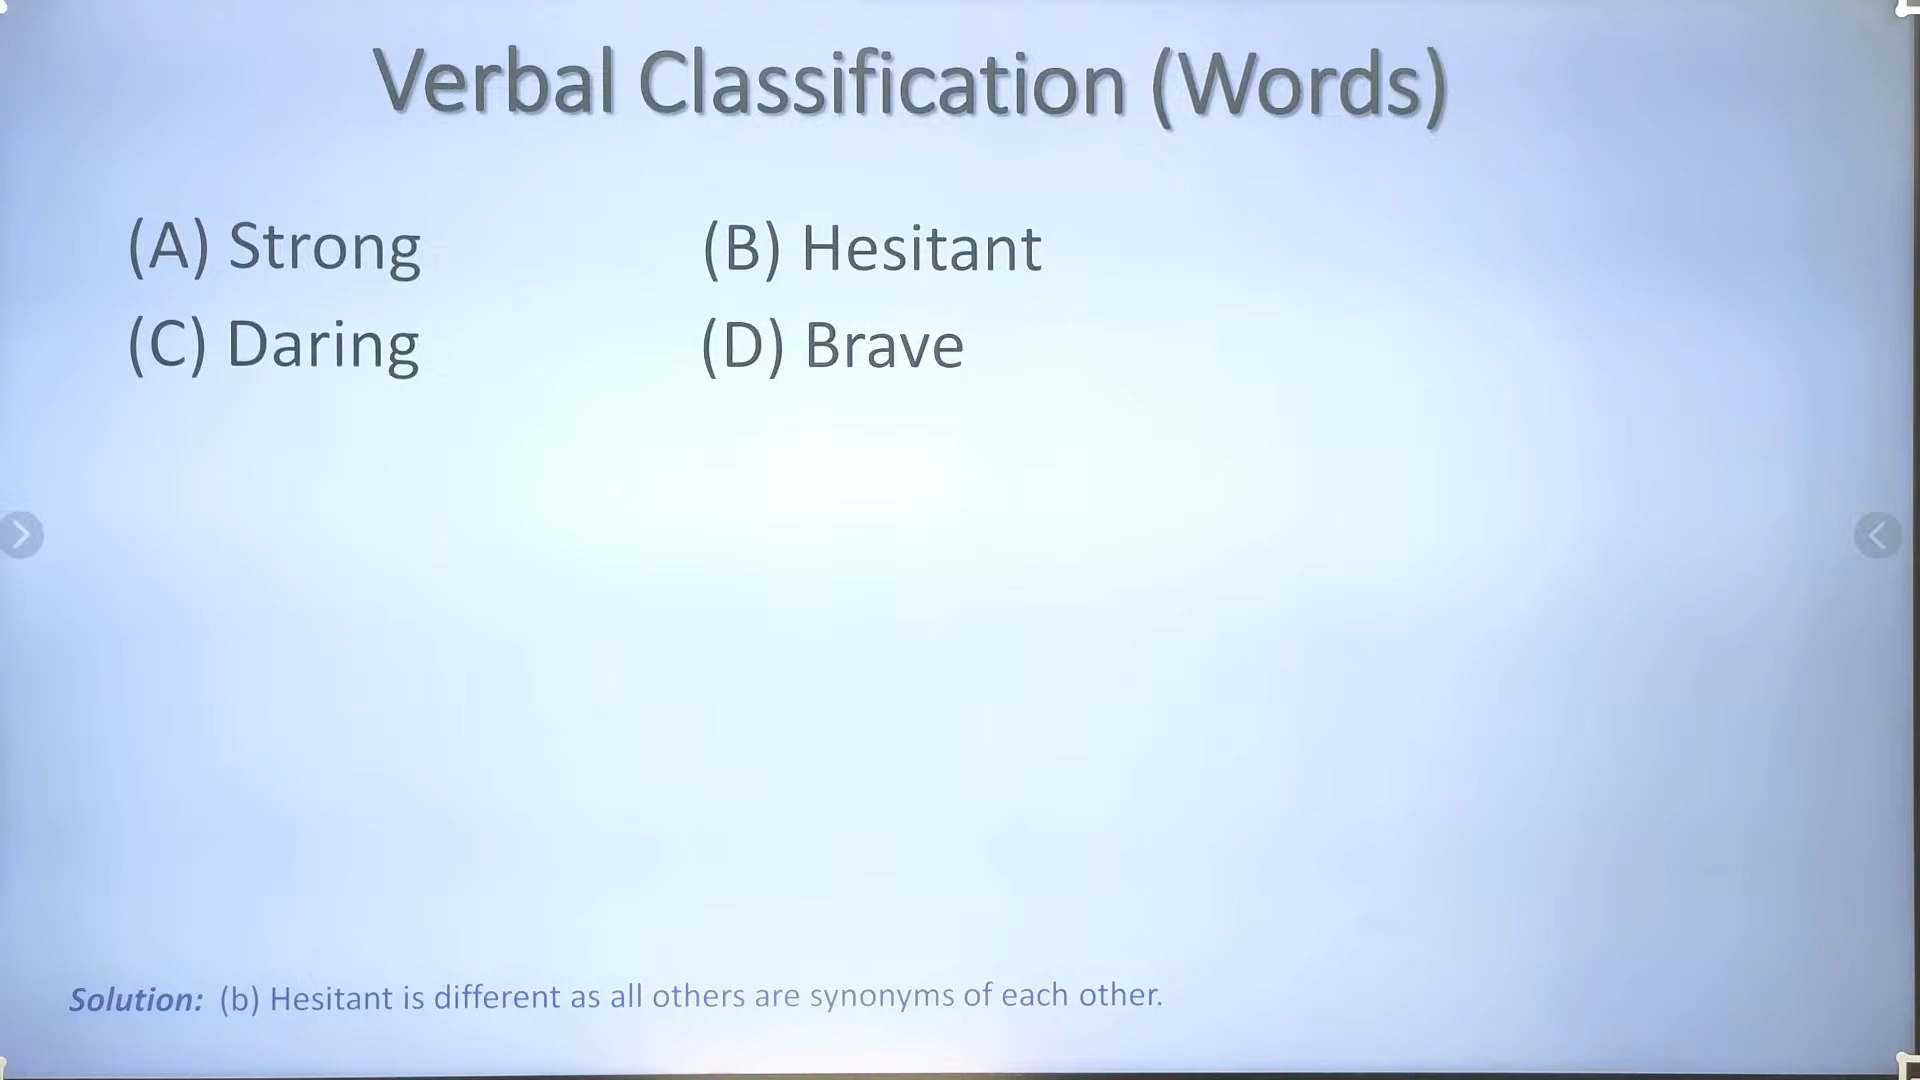 Verbal Classification (Words)
(A) Strong (B) Hesitant
(C) Daring (D) Brave
Solution: (b) Hesitant is different as all others are synonyms of each other.